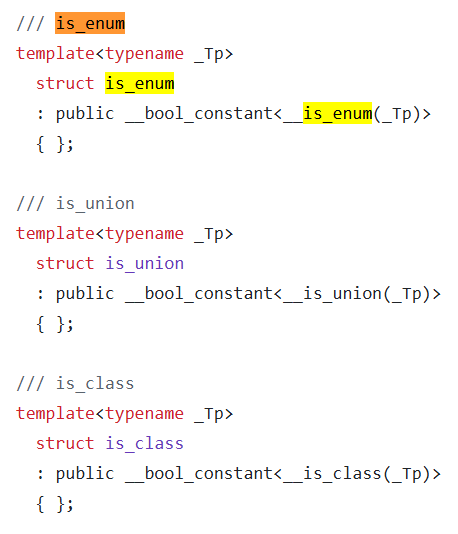 /// is_enum
template<typename _Tp>
struct is_enum
: public __bool_constant<__is_enum(_Tp)>
{ };
/// is_union
template<typename _Tp>
struct is_union
: public __bool_constant<__is_union(_Tp)>
{ };
/// is_class
template<typename _Tp>
struct is_class
: public __bool_constant<__is_class(_Tp)>
{ };